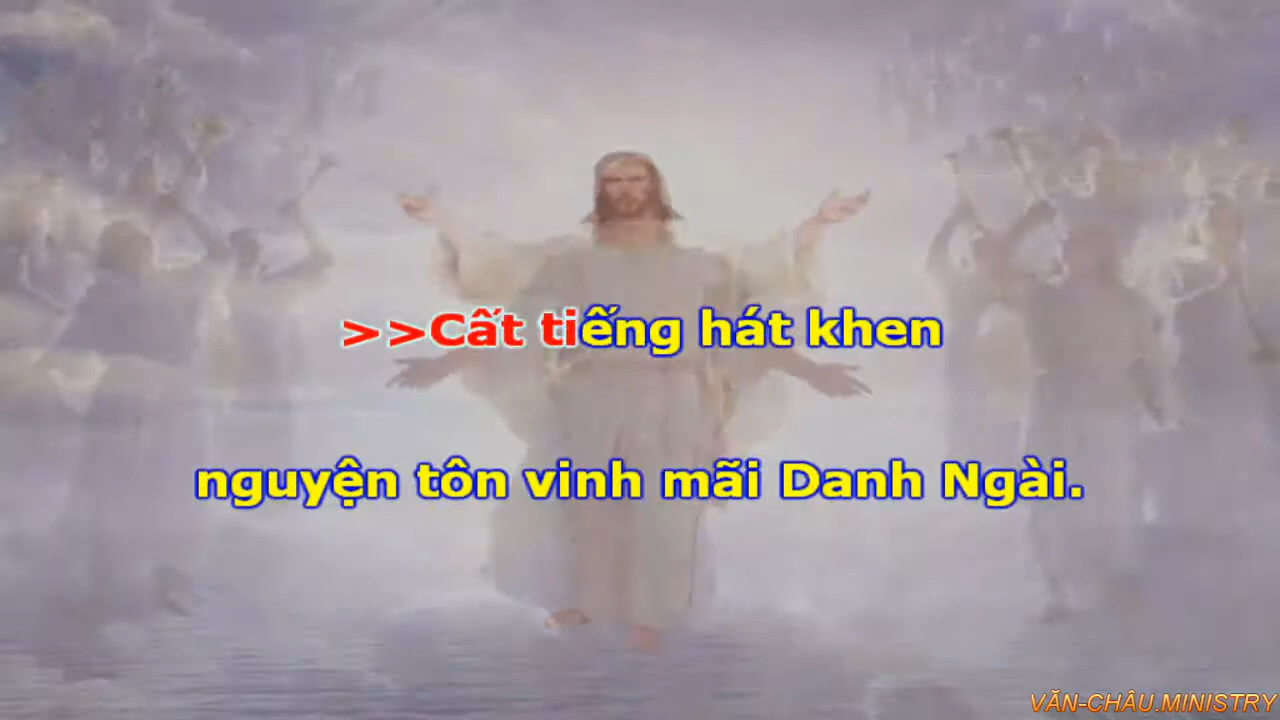 >>Cất tiếng hát khen
nguyện tôn vinh mãi Danh Ngài.
VĂN-CHÂU.MINISTRY